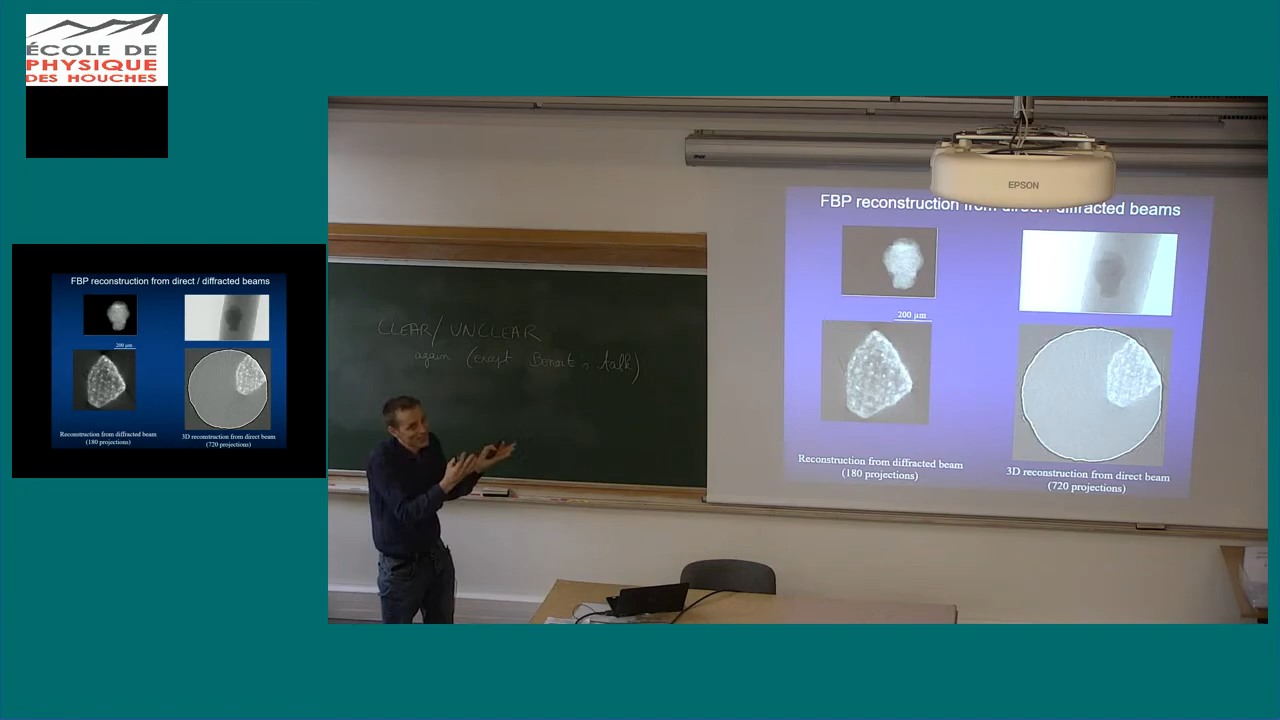 ÉCOLE DE
PHYSIQUE
DES HOUCHES
FBP reconstruction from direct / diffracted beams
200 µm
Reconstruction from diffracted beam
(180 projections)
3D reconstruction from direct beam
(720 projections)
CLEAR/UNCLEAR
again (except Benoit's talk)
EPSON
FBP reconstruction from direct / diffracted beams
200 µm
Reconstruction from diffracted beam
(180 projections)
3D reconstruction from direct beam
(720 projections)